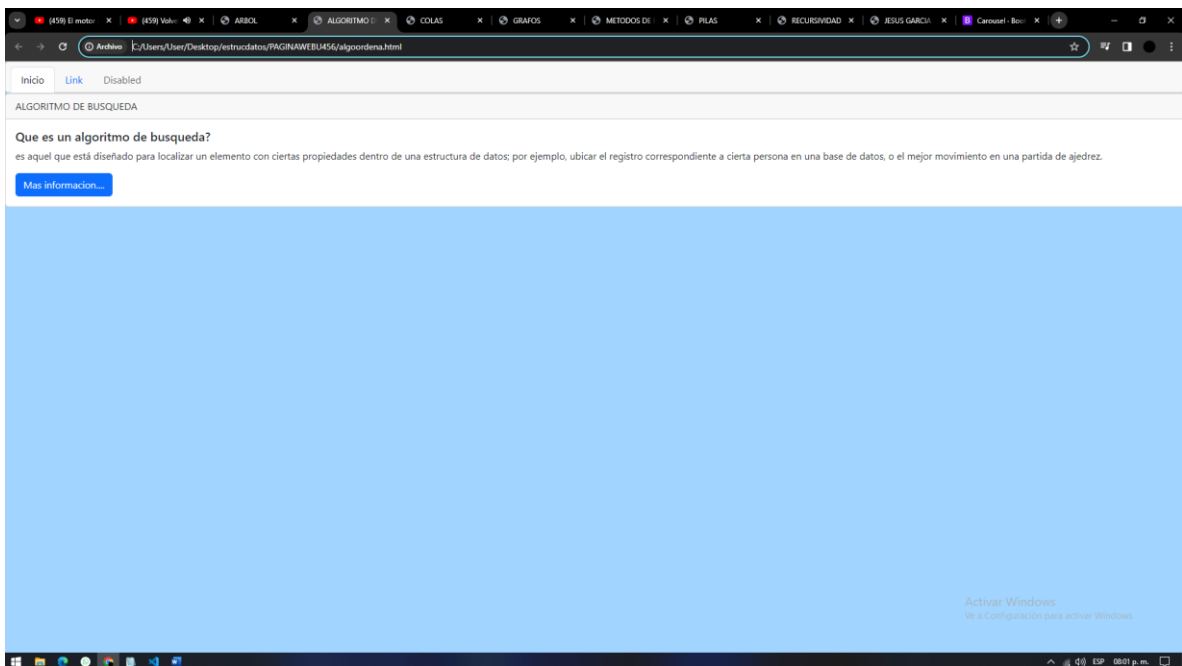 (459) El motor
(459) Volvo
ARBOL
ALGORITMO D
COLAS
GRAFOS
METODOS DE
PILAS
RECURSIVIDAD
JESUS GARCIA
B Carousel · Boo
Archivo C:/Users/User/Desktop/estrucdatos/PAGINAWEBU456/algoordena.html
Inicio Link Disabled
ALGORITMO DE BUSQUEDA
Que es un algoritmo de busqueda?
es aquel que está diseñado para localizar un elemento con ciertas propiedades dentro de una estructura de datos; por ejemplo, ubicar el registro correspondiente a cierta persona en una base de datos, o el mejor movimiento en una partida de ajedrez.
Mas informacion....
Activar Windows
Ve a Configuración para activar Windows.
ESP 08:01 p. m.